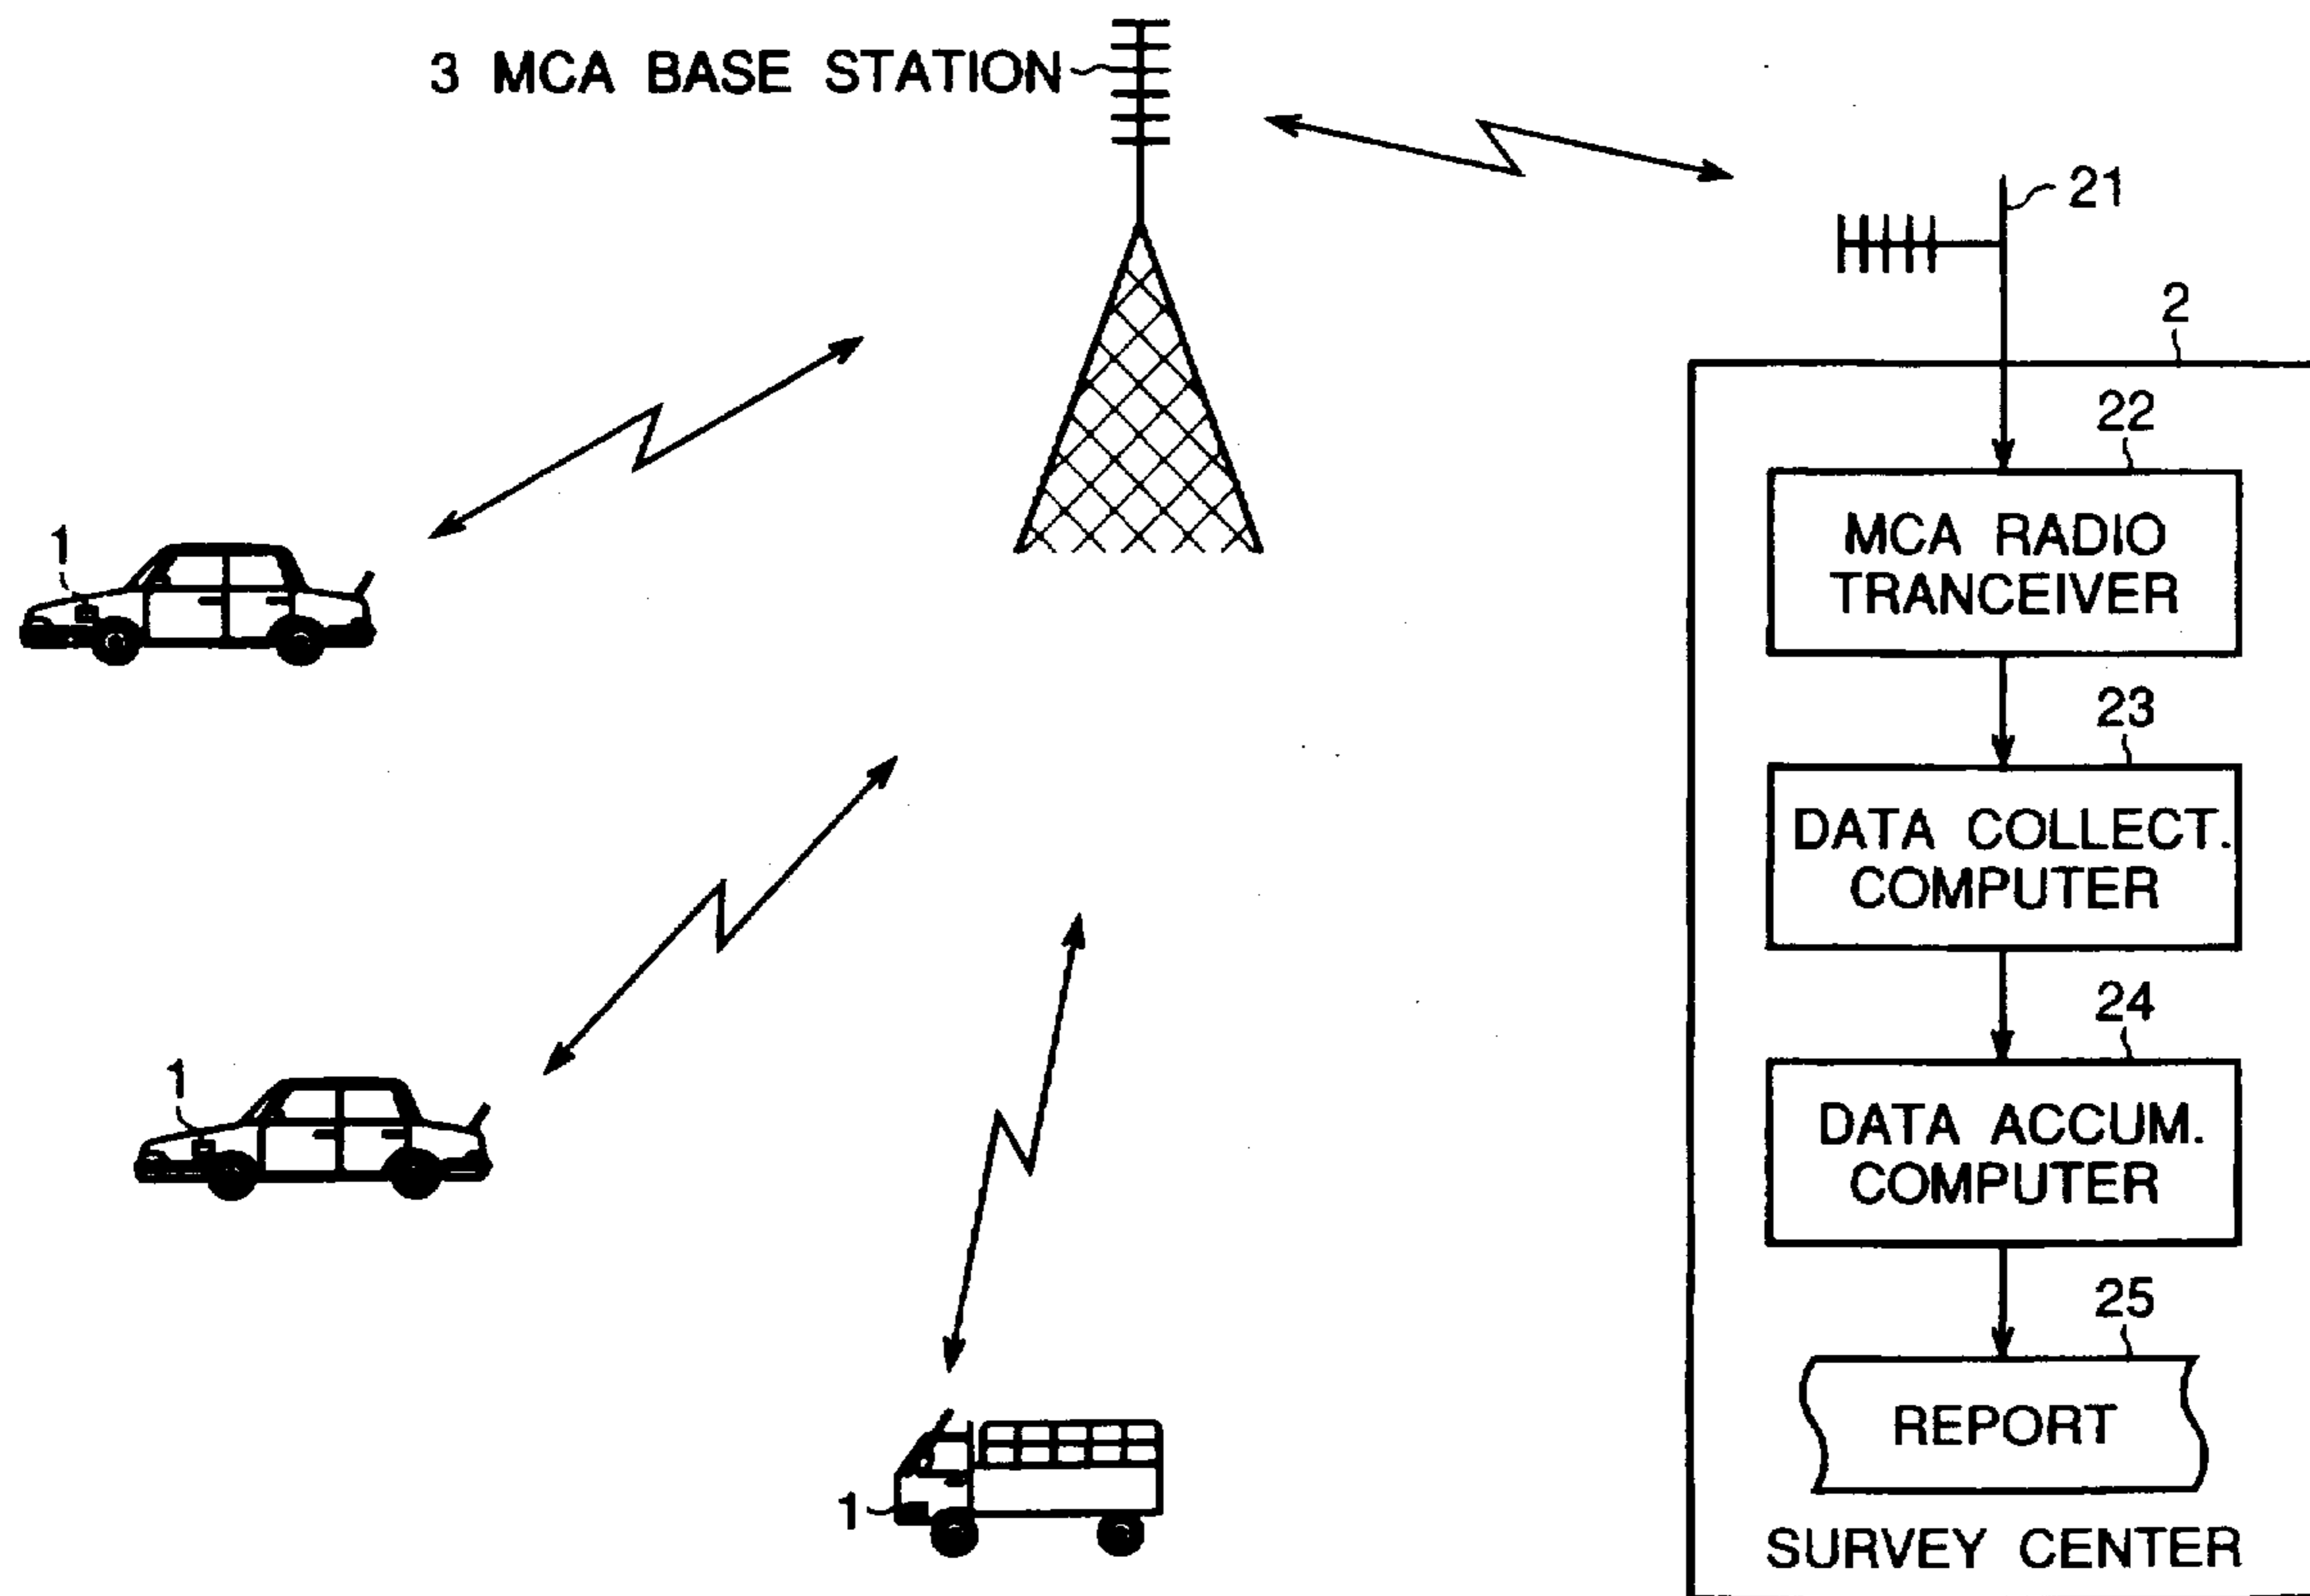 3 MCA BASE STATION
21
2
22
MCA RADIO
TRANCEIVER
1
23
DATA COLLECT.
COMPUTER
24
1
DATA ACCUM.
COMPUTER
25
REPORT
1
SURVEY CENTER